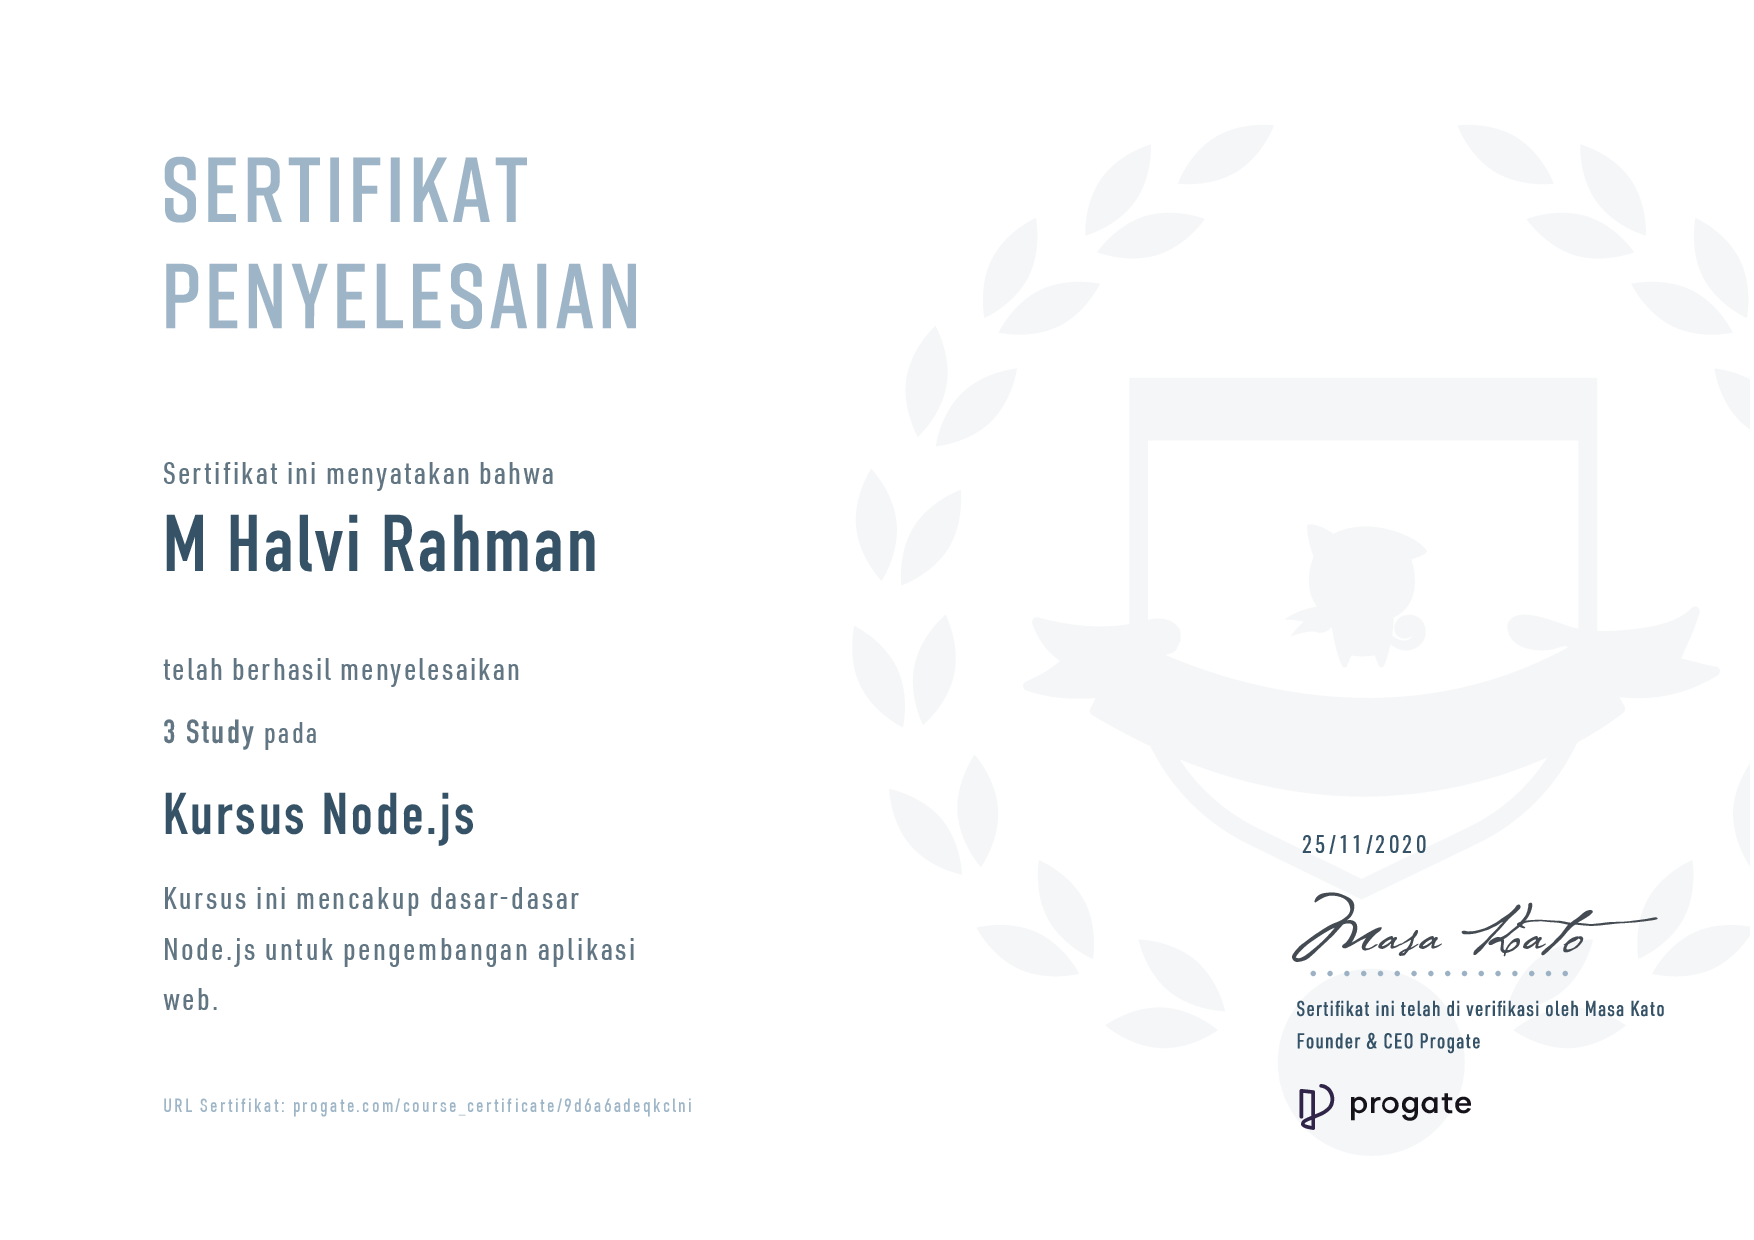 SERTIFIKAT
PENYELESAIAN
Sertifikat ini menyatakan bahwa
M Halvi Rahman
telah berhasil menyelesaikan
3 Study pada
Kursus Node.js
Kursus ini mencakup dasar-dasar
Node.js untuk pengembangan aplikasi
web.
URL Sertifikat: progate.com/course_certificate/9d6a6adeqkclni
25/11/2020
Masa Kato
Sertifikat ini telah di verifikasi oleh Masa Kato
Founder & CEO Progate
progate